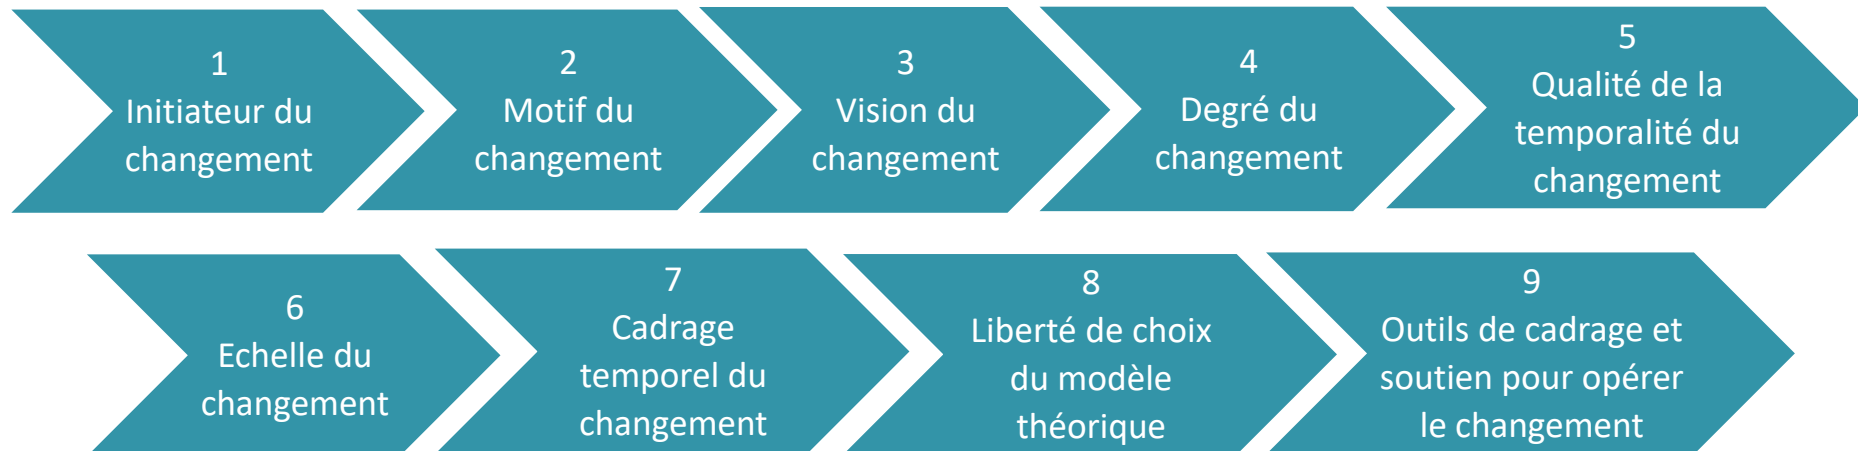 1
Initiateur du
changement
2
Motif du
changement
3
Vision du
changement
4
Degré du
changement
5
Qualité de la
temporalité du
changement
6
Echelle du
changement
7
Cadrage
temporel du
changement
8
Liberté de choix
du modèle
théorique
9
Outils de cadrage et
soutien pour opérer
le changement